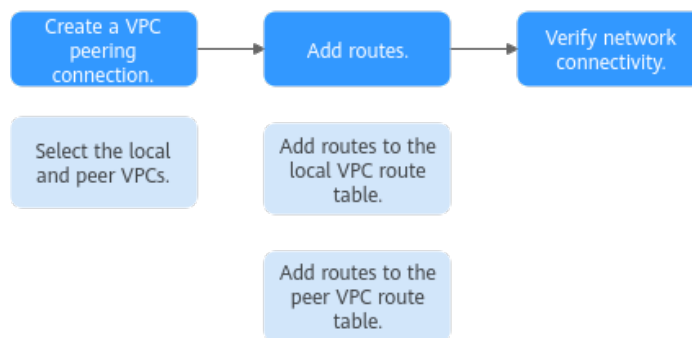 Create a VPC
peering
connection.
Add routes.
Verify network
connectivity.
Select the local
and peer VPCs.
Add routes to the
local VPC route
table.
Add routes to the
peer VPC route
table.